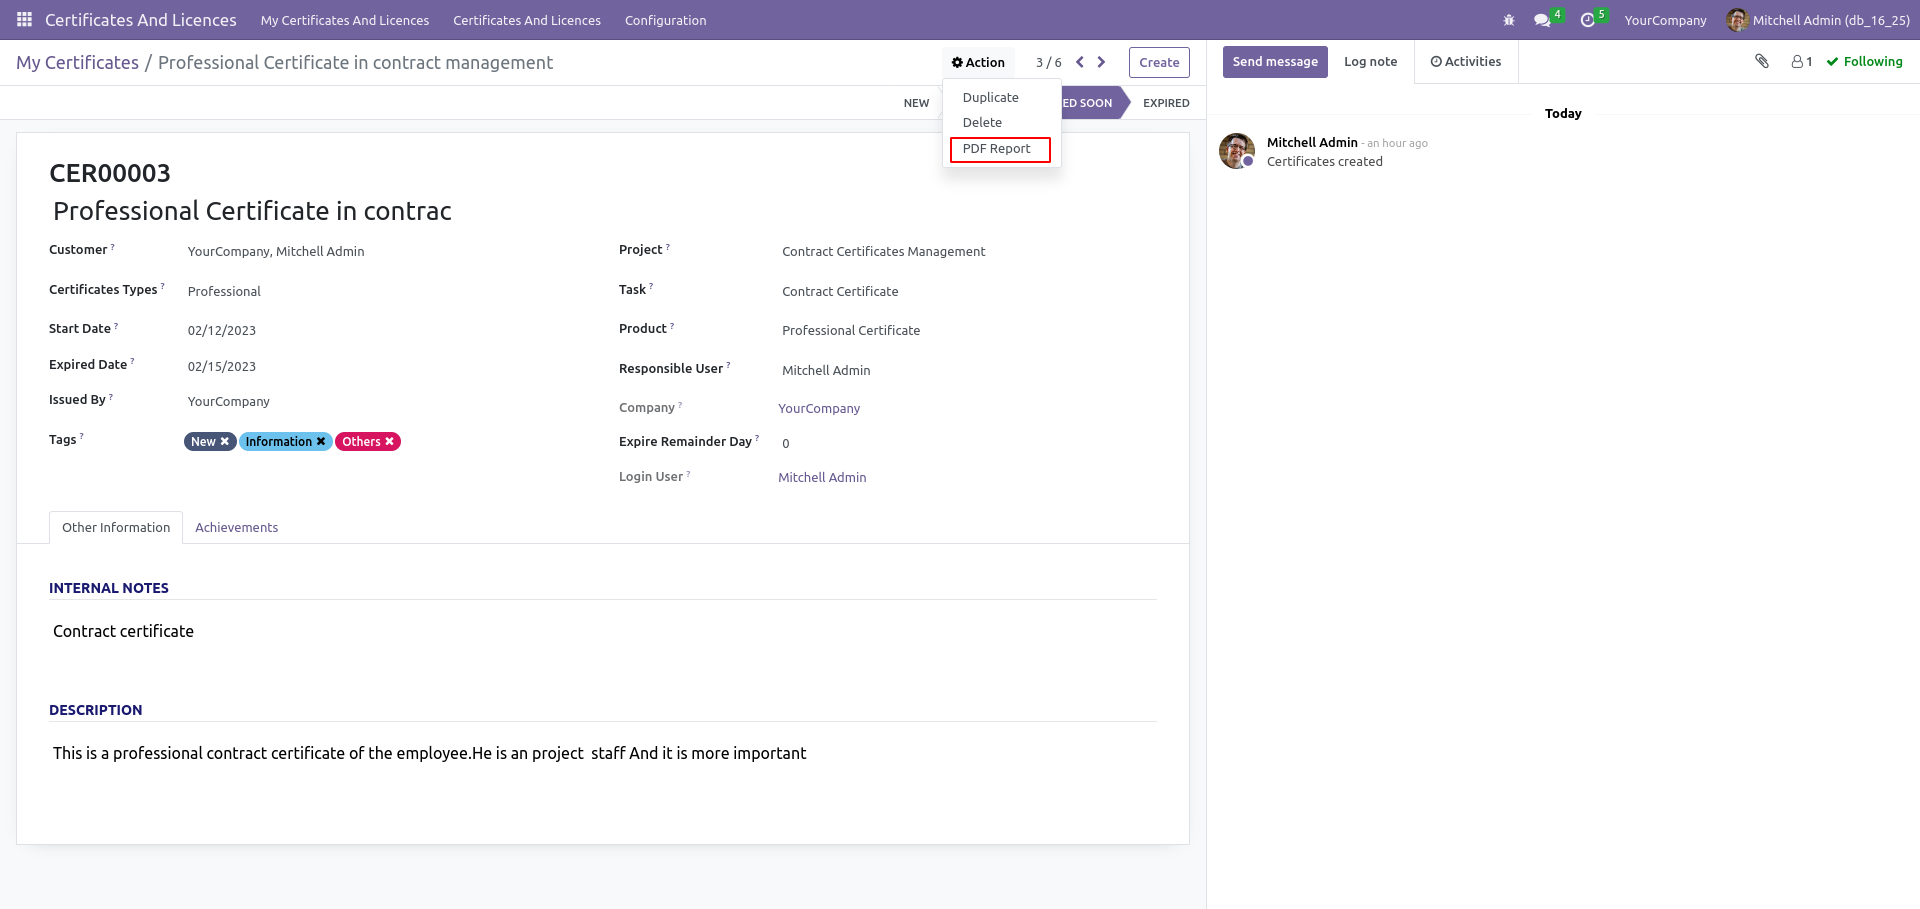 Certificates And Licences My Certificates And Licences Certificates And Licences Configuration 4 5 YourCompany Mitchell Admin (db_16_25)
My Certificates / Professional Certificate in contract management Action 3 / 6 Create
Send message Log note Activities 1 Following
NEW ED SOON EXPIRED
Duplicate
Delete
PDF Report
Today
Mitchell Admin - an hour ago
Certificates created
CER00003
Professional Certificate in contrac
Customer ? YourCompany, Mitchell Admin
Project ? Contract Certificates Management
Certificates Types ? Professional
Task ? Contract Certificate
Start Date ? 02/12/2023
Product ? Professional Certificate
Expired Date ? 02/15/2023
Responsible User ? Mitchell Admin
Issued By ? YourCompany
Company ? YourCompany
Tags ? New Information Others
Expire Remainder Day ? 0
Login User ? Mitchell Admin
Other Information Achievements
INTERNAL NOTES
Contract certificate
DESCRIPTION
This is a professional contract certificate of the employee.He is an project  staff And it is more important